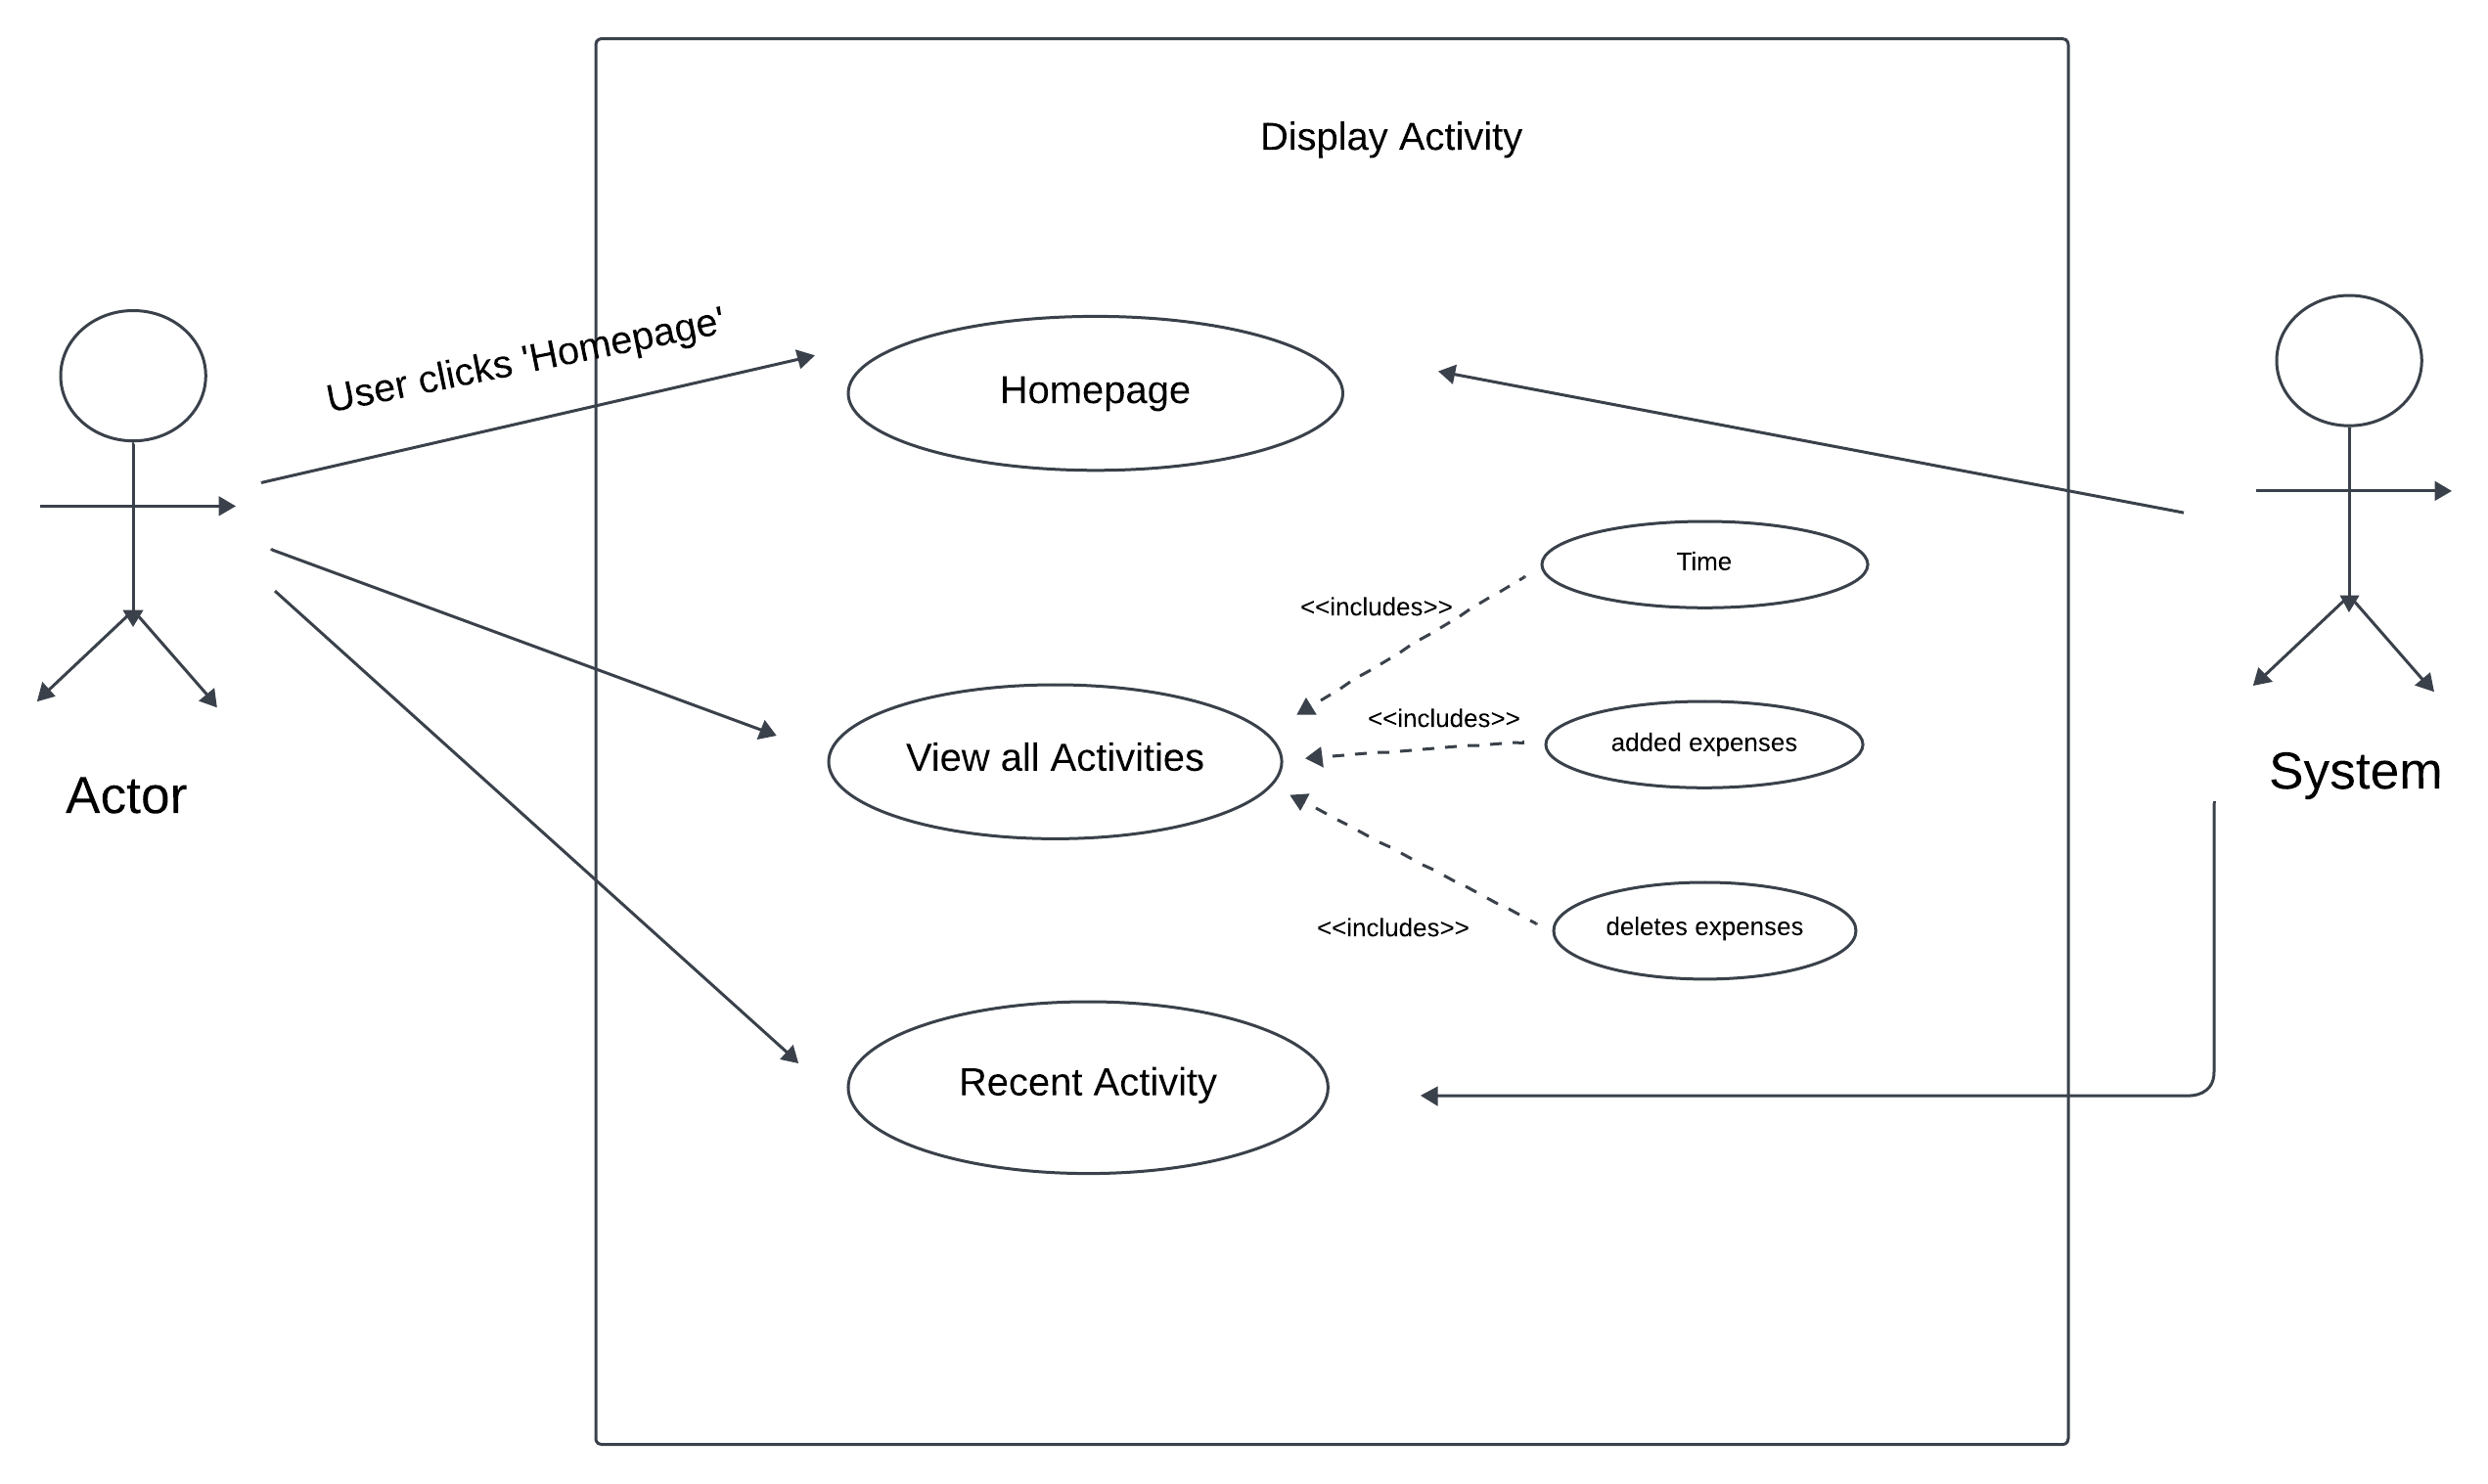 Display Activity
User clicks 'Homepage'
Homepage
Time
<<includes>>
<<includes>>
added expenses
View all Activities
System
Actor
deletes expenses
<<includes>>
Recent Activity